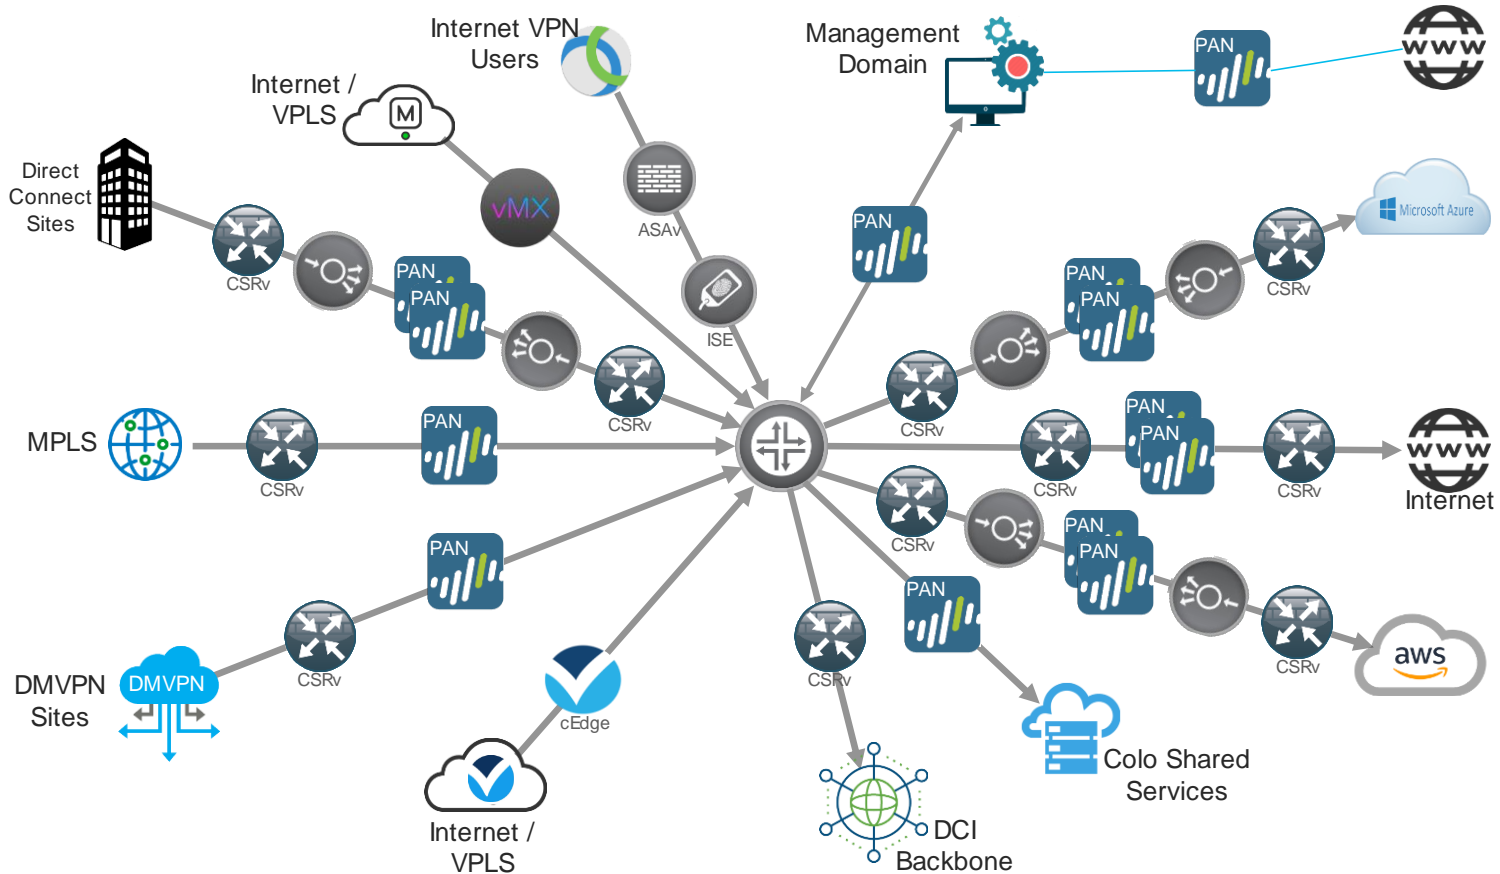 Internet VPN
Users
Management
Domain
PAN
WWW
Internet /
VPLS
M
Direct
Connect
Sites
vMX
ASAv
PAN
Microsoft Azure
CSRv
PAN
PAN
ISE
CSRv
PAN
PAN
CSRv
CSRv
MPLS
CSRv
PAN
CSRv
PAN
PAN
CSRv
WWW
Internet
DMVPN
Sites
DMVPN
CSRv
PAN
cEdge
Internet /
VPLS
CSRv
PAN
PAN
CSRv
aws
CSRv
PAN
Colo Shared
Services
DCI
Backbone